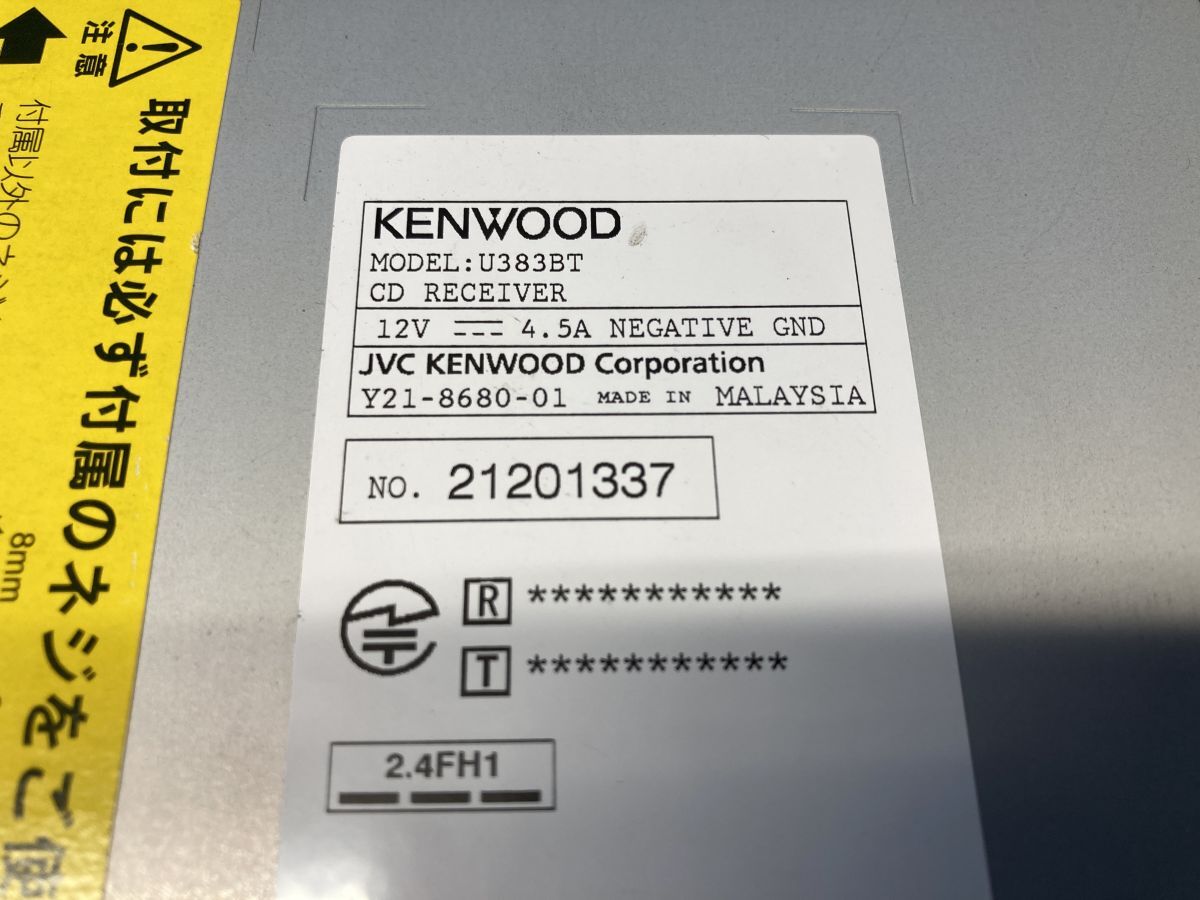 注意
取付には必ず付属のネジをご使
付属以外のネジ
8mm
KENWOOD
MODEL:U383BT
CD RECEIVER
12V 4.5A NEGATIVE GND
JVC KENWOOD Corporation
Y21-8680-01 MADE IN MALAYSIA
NO. 21201337
R ***********
T ***********
2.4FH1